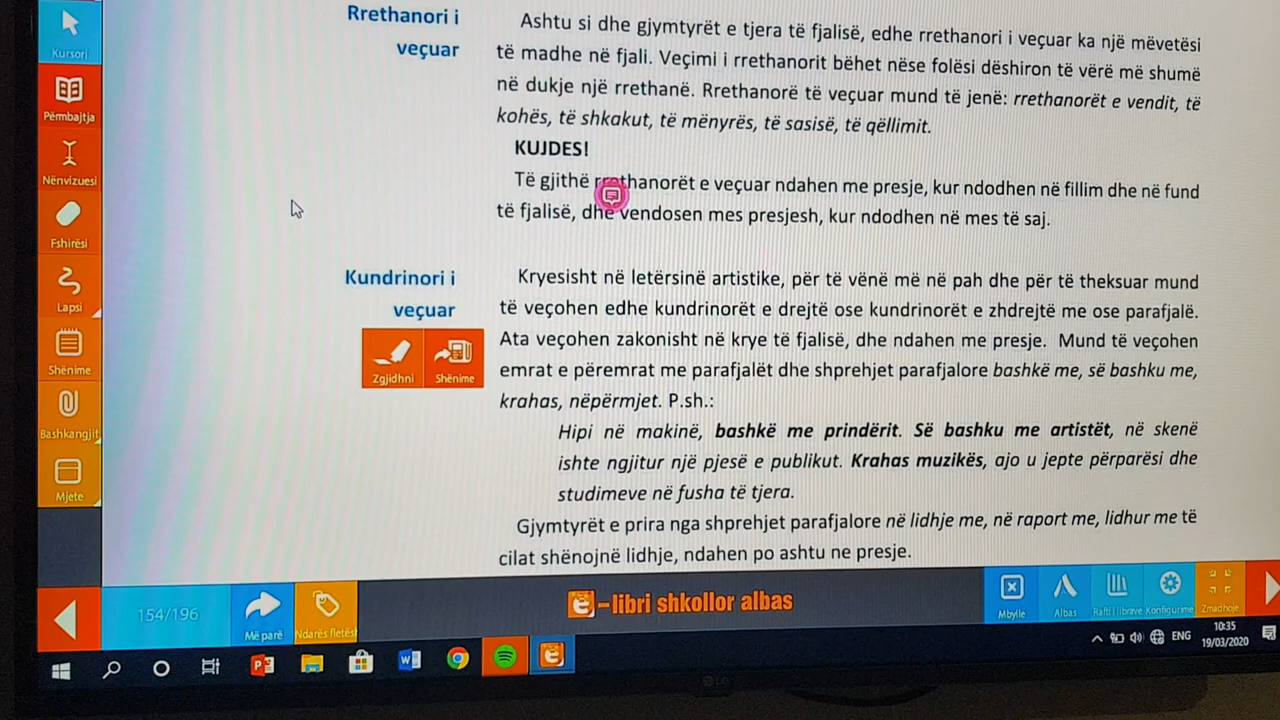 Kursori
Përmbajtja
Nënvizuesi
Fshirësi
Lapsi
Shënime
Bashkangjit
Mjete
Rrethanori i
veçuar
Ashtu si dhe gjymtyrët e tjera të fjalisë, edhe rrethanori i veçuar ka një mëvetësi
të madhe në fjali. Veçimi i rrethanorit bëhet nëse folësi dëshiron të vërë më shumë
në dukje një rrethanë. Rrethanorë të veçuar mund të jenë: rrethanorët e vendit, të
kohës, të shkakut, të mënyrës, të sasisë, të qëllimit.
KUJDES!
Të gjithë rrethanorët e veçuar ndahen me presje, kur ndodhen në fillim dhe në fund
të fjalisë, dhe vendosen mes presjesh, kur ndodhen në mes të saj.
Kundrinori i
veçuar
Zgjidhni
Shënime
Kryesisht në letërsinë artistike, për të vënë më në pah dhe për të theksuar mund
të veçohen edhe kundrinorët e drejtë ose kundrinorët e zhdrejtë me ose parafjalë.
Ata veçohen zakonisht në krye të fjalisë, dhe ndahen me presje. Mund të veçohen
emrat e përemrat me parafjalët dhe shprehjet parafjalore bashkë me, së bashku me,
krahas, nëpërmjet. P.sh.:
Hipi në makinë, bashkë me prindërit. Së bashku me artistët, në skenë
ishte ngjitur një pjesë e publikut. Krahas muzikës, ajo u jepte përparësi dhe
studimeve në fusha të tjera.
Gjymtyrët e prira nga shprehjet parafjalore në lidhje me, në raport me, lidhur me të
cilat shënojnë lidhje, ndahen po ashtu ne presje.
154/196
Më parë
Ndarës fletësh
e-libri shkollor albas
Mbylle
Albas
Rafti i librave
Konfigurime
Zmadhoje
ENG
10:35
19/03/2020
LG